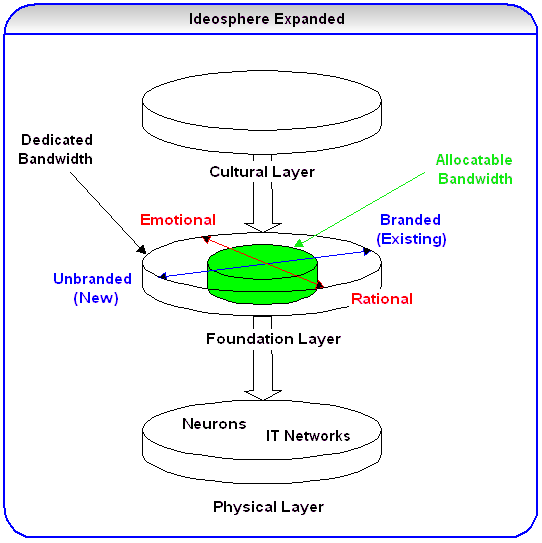 Ideosphere Expanded
Dedicated
Bandwidth
Cultural Layer
Allocatable
Bandwidth
Emotional
Branded
(Existing)
Unbranded
(New)
Rational
Foundation Layer
Neurons
IT Networks
Physical Layer